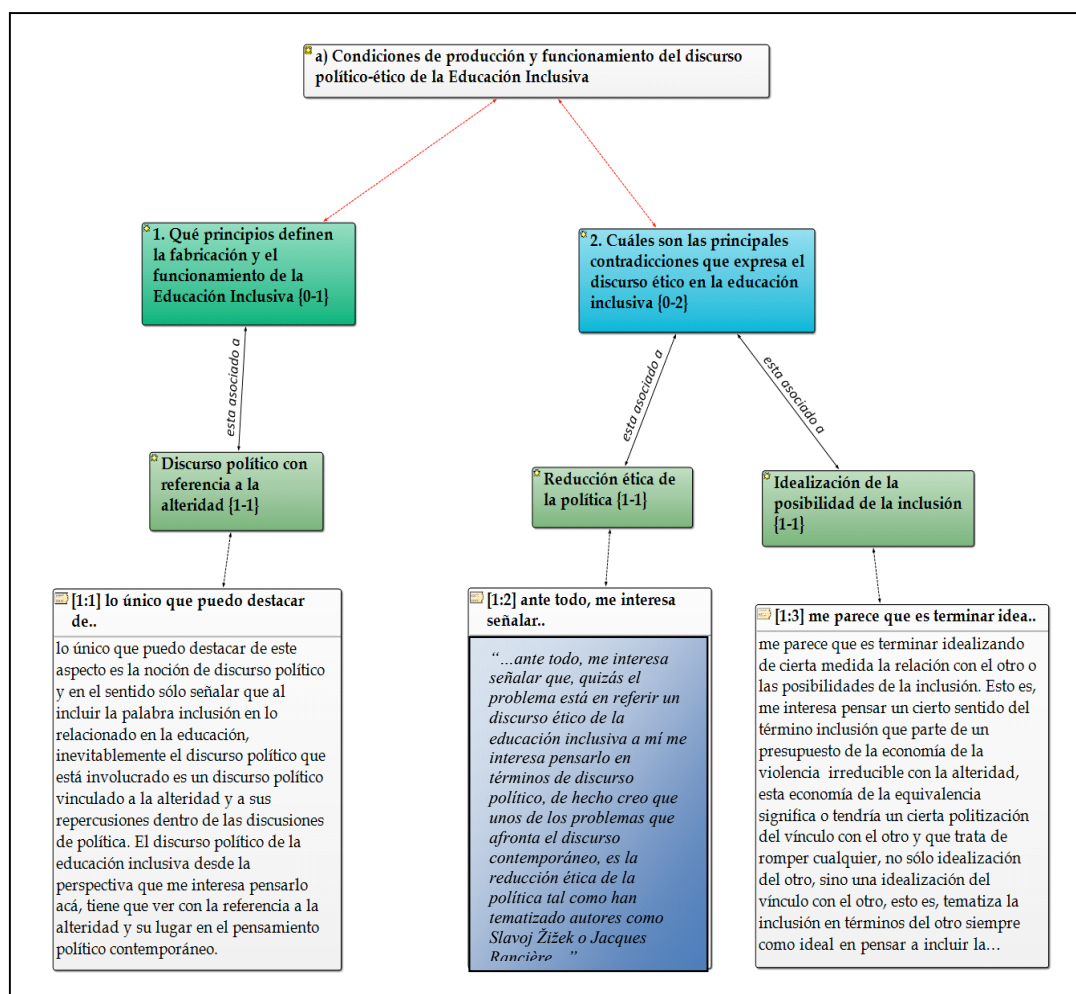 a) Condiciones de producción y funcionamiento del discurso
político-ético de la Educación Inclusiva
1. Qué principios definen
la fabricación y el
funcionamiento de la
Educación Inclusiva {0-1}
2. Cuáles son las principales
contradicciones que expresa el
discurso ético en la educación
inclusiva {0-2}
esta asociado a
esta asociado a
esta asociado a
Discurso político con
referencia a la
alteridad {1-1}
Reducción ética de
la política {1-1}
Idealización de la
posibilidad de la inclusión
{1-1}
[1:1] lo único que puedo destacar
de..
lo único que puedo destacar de este
aspecto es la noción de discurso político
y en el sentido sólo señalar que al
incluir la palabra inclusión en lo
relacionado en la educación,
inevitablemente el discurso político que
está involucrado es un discurso político
vinculado a la alteridad y a sus
repercusiones dentro de las discusiones
de política. El discurso político de la
educación inclusiva desde la
perspectiva que me interesa pensarlo
acá, tiene que ver con la referencia a la
alteridad y su lugar en el pensamiento
político contemporáneo.
[1:2] ante todo, me interesa
señalar..
“…ante todo, me interesa
señalar que, quizás el
problema está en referir un
discurso ético de la
educación inclusiva a mí me
interesa pensarlo en
términos de discurso
político, de hecho creo que
unos de los problemas que
afronta el discurso
contemporáneo, es la
reducción ética de la
política tal como han
tematizado autores como
Slavoj Žižek o Jacques
Rancière…”
[1:3] me parece que es terminar idea..
me parece que es terminar idealizando
de cierta medida la relación con el otro o
las posibilidades de la inclusión. Esto es,
me interesa pensar un cierto sentido del
término inclusión que parte de un
presupuesto de la economía de la
violencia irreducible con la alteridad,
esta economía de la equivalencia
significa o tendría un cierta politización
del vínculo con el otro y que trata de
romper cualquier, no sólo idealización
del otro, sino una idealización del
vínculo con el otro, esto es, tematiza la
inclusión en términos del otro siempre
como ideal en pensar a incluir la…